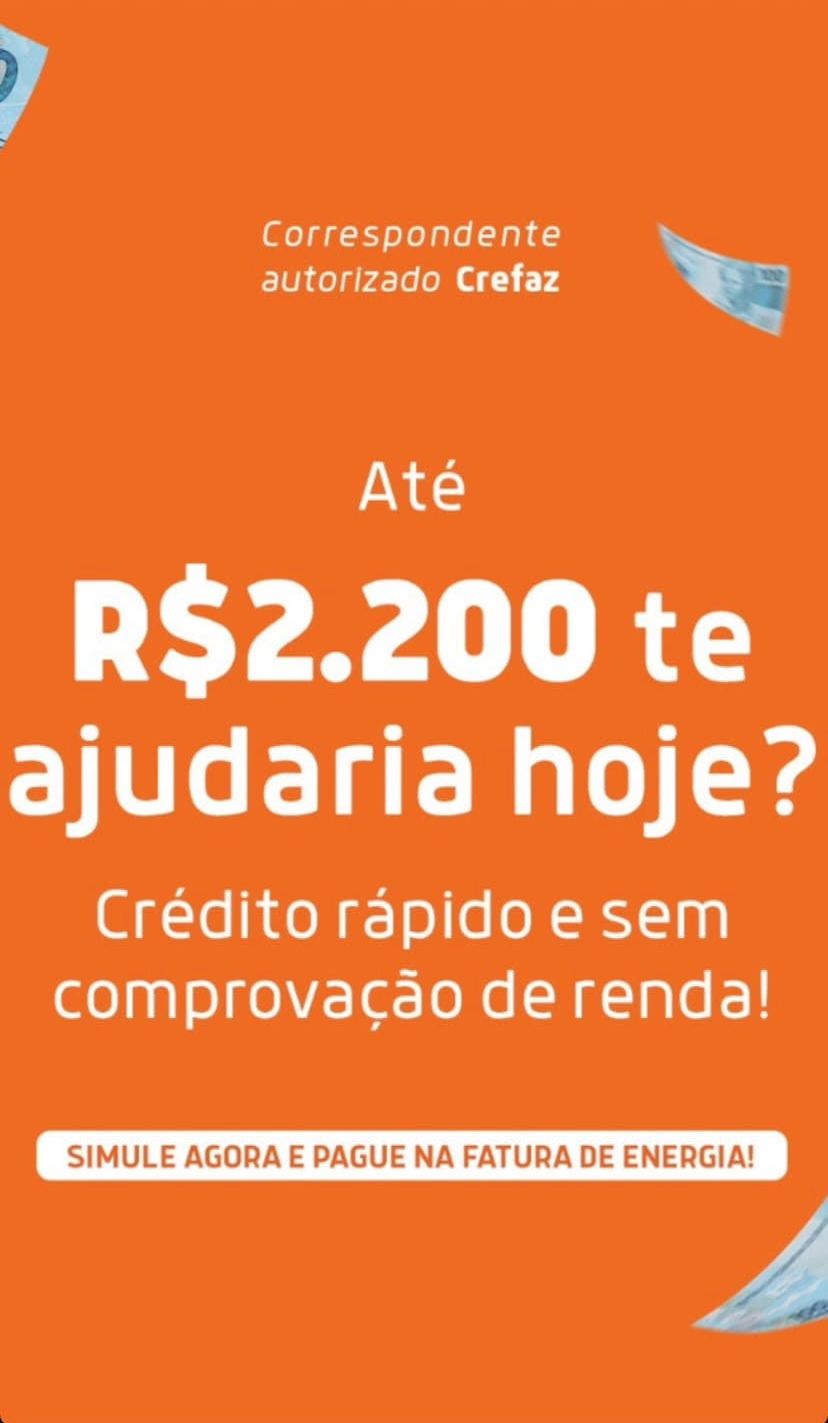 Correspondente
autorizado Crefaz
Até
R$2.200 te
ajudaria hoje?
Crédito rápido e sem
comprovação de renda!
SIMULE AGORA E PAGUE NA FATURA DE ENERGIA!